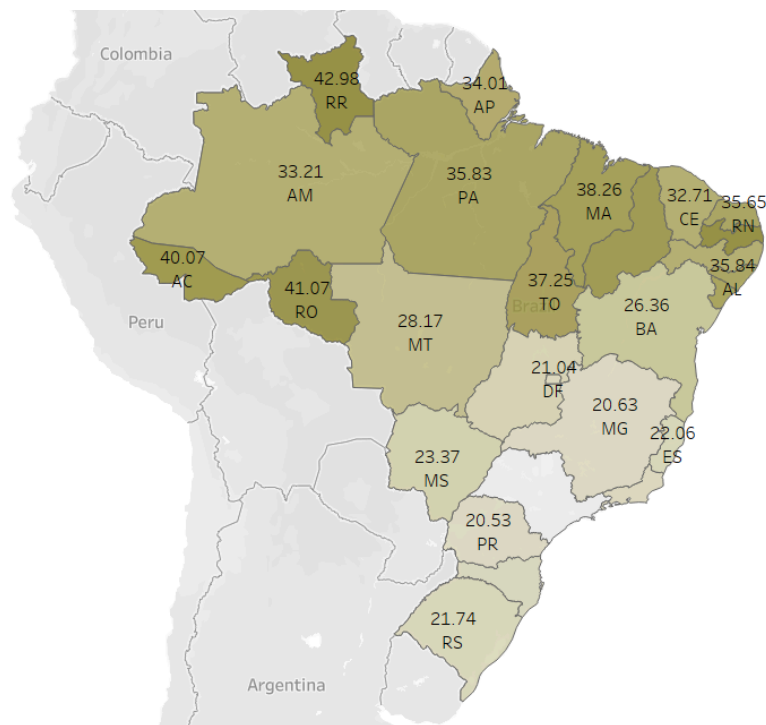 Colombia
42.98
RR
34.01
AP
33.21
AM
35.83
PA
38.26
MA
32.71
CE
35.65
RN
40.07
AC
41.07
RO
37.25
TO
35.84
AL
Brazil
26.36
BA
Peru
28.17
MT
21.04
DF
20.63
MG
22.06
ES
23.37
MS
20.53
PR
21.74
RS
Argentina